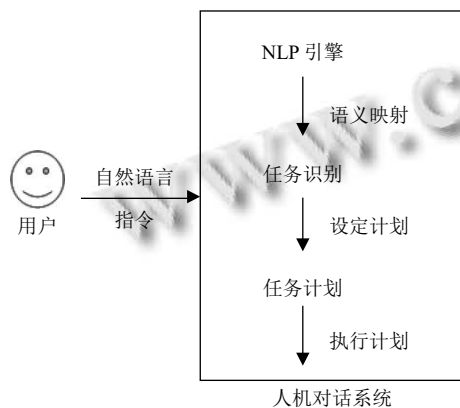 NLP 引擎
语义映射
自然语言
任务识别
指令
用户
设定计划
任务计划
执行计划
人机对话系统
www.c